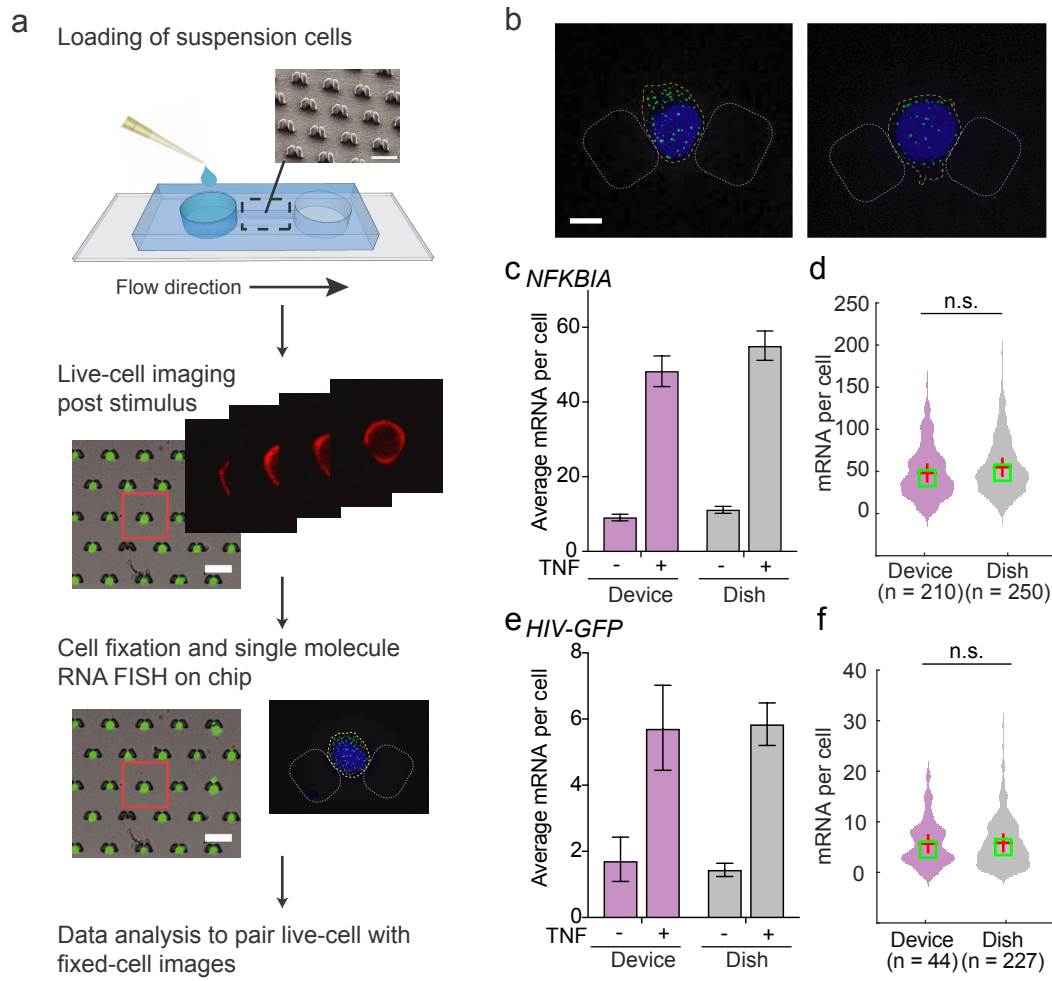 a
Loading of suspension cells
Flow direction
Live-cell imaging
post stimulus
Cell fixation and single molecule
RNA FISH on chip
Data analysis to pair live-cell with
fixed-cell images
b
c NFKBIA
Average mRNA per cell
60
40
20
0
TNF - + - +
Device Dish
d
n.s.
mRNA per cell
250
200
150
100
50
0
Device Dish
(n = 210) (n = 250)
e HIV-GFP
Average mRNA per cell
8
6
4
2
0
TNF - + - +
Device Dish
f
n.s.
mRNA per cell
40
30
20
10
0
Device Dish
(n = 44) (n = 227)